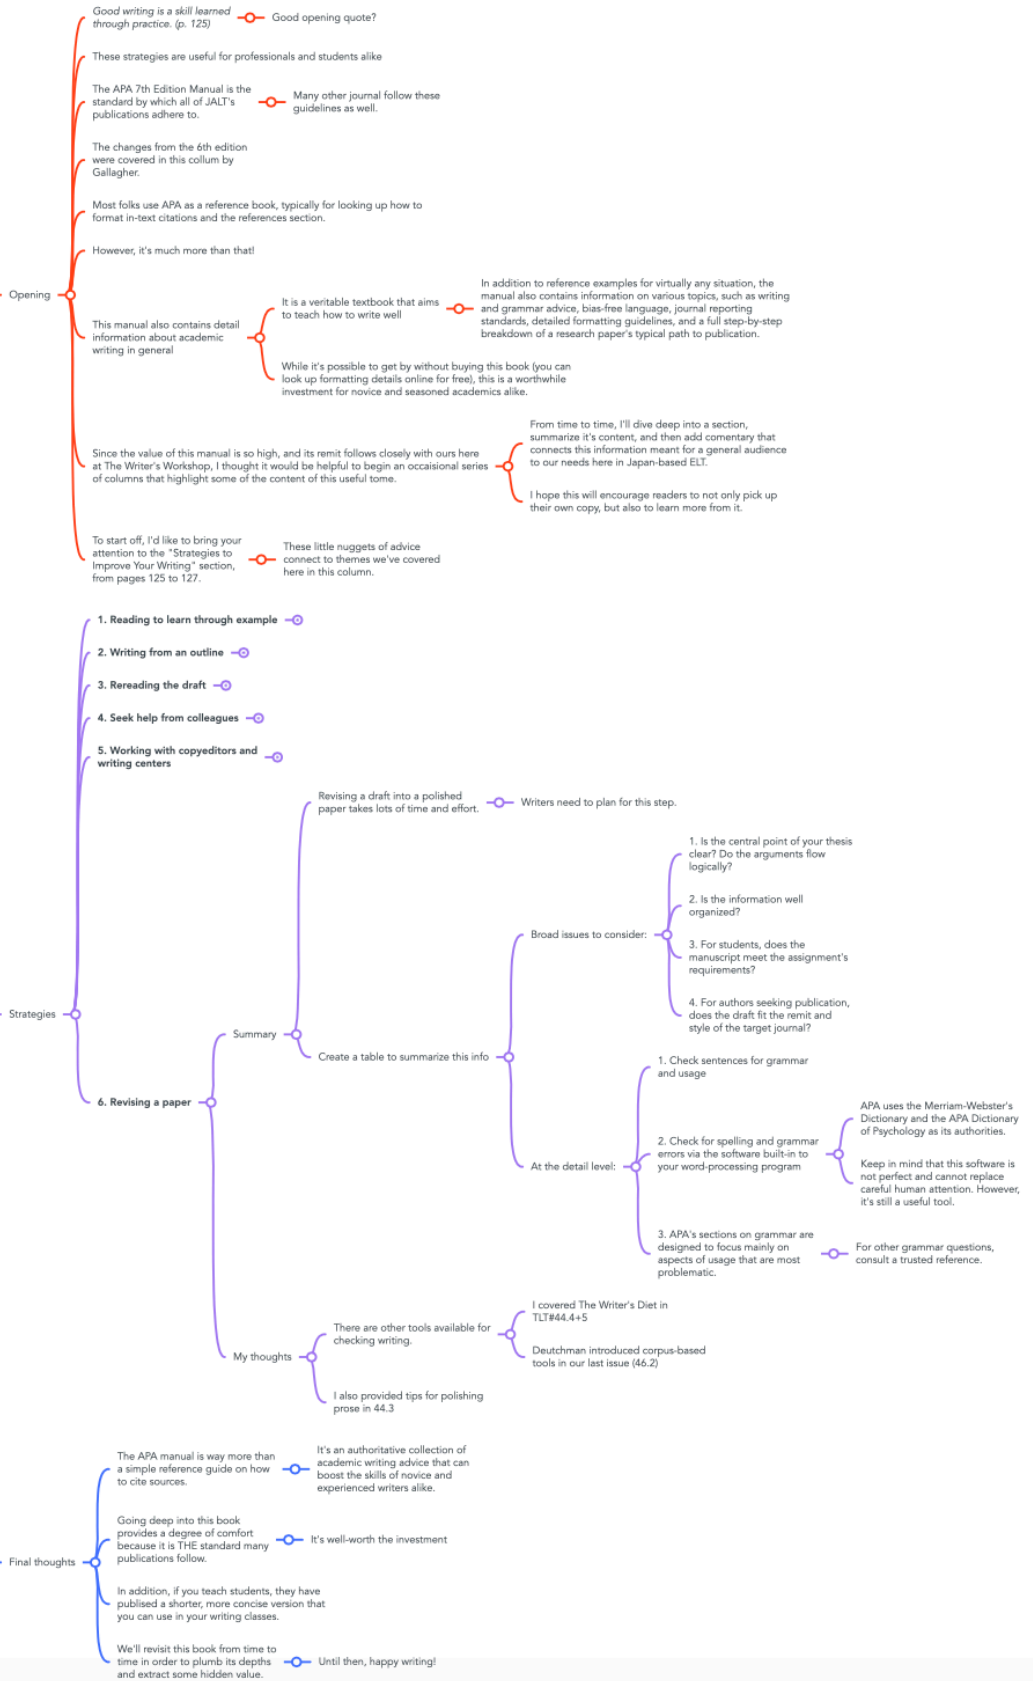 Good writing is a skill learned
through practice. (p. 125)
Good opening quote?
These strategies are useful for professionals and students alike
The APA 7th Edition Manual is the
standard by which all of JALT's
publications adhere to.
Many other journal follow these
guidelines as well.
The changes from the 6th edition
were covered in this collum by
Gallagher.
Most folks use APA as a reference book, typically for looking up how to
format in-text citations and the references section.
However, it's much more than that!
Opening
This manual also contains detail
information about academic
writing in general
It is a veritable textbook that aims
to teach how to write well
In addition to reference examples for virtually any situation, the
manual also contains information on various topics, such as writing
and grammar advice, bias-free language, journal reporting
standards, detailed formatting guidelines, and a full step-by-step
breakdown of a research paper's typical path to publication.
While it's possible to get by without buying this book (you can
look up formatting details online for free), this is a worthwhile
investment for novice and seasoned academics alike.
Since the value of this manual is so high, and its remit follows closely with ours here
at The Writer's Workshop, I thought it would be helpful to begin an occaisional series
of columns that highlight some of the content of this useful tome.
From time to time, I'll dive deep into a section,
summarize it's content, and then add comentary that
connects this information meant for a general audience
to our needs here in Japan-based ELT.
I hope this will encourage readers to not only pick up
their own copy, but also to learn more from it.
To start off, I'd like to bring your
attention to the "Strategies to
Improve Your Writing" section,
from pages 125 to 127.
These little nuggets of advice
connect to themes we've covered
here in this column.
1. Reading to learn through example
2. Writing from an outline
3. Rereading the draft
4. Seek help from colleagues
5. Working with copyeditors and
writing centers
Strategies
6. Revising a paper
Summary
Revising a draft into a polished
paper takes lots of time and effort.
Writers need to plan for this step.
Create a table to summarize this info
Broad issues to consider:
1. Is the central point of your thesis
clear? Do the arguments flow
logically?
2. Is the information well
organized?
3. For students, does the
manuscript meet the assignment's
requirements?
4. For authors seeking publication,
does the draft fit the remit and
style of the target journal?
At the detail level:
1. Check sentences for grammar
and usage
2. Check for spelling and grammar
errors via the software built-in to
your word-processing program
APA uses the Merriam-Webster's
Dictionary and the APA Dictionary
of Psychology as its authorities.
Keep in mind that this software is
not perfect and cannot replace
careful human attention. However,
it's still a useful tool.
3. APA's sections on grammar are
designed to focus mainly on
aspects of usage that are most
problematic.
For other grammar questions,
consult a trusted reference.
My thoughts
There are other tools available for
checking writing.
I covered The Writer's Diet in
TLT#44.4+5
Deutchman introduced corpus-based
tools in our last issue (46.2)
I also provided tips for polishing
prose in 44.3
Final thoughts
The APA manual is way more than
a simple reference guide on how
to cite sources.
It's an authoritative collection of
academic writing advice that can
boost the skills of novice and
experienced writers alike.
Going deep into this book
provides a degree of comfort
because it is THE standard many
publications follow.
It's well-worth the investment
In addition, if you teach students, they have
publised a shorter, more concise version that
you can use in your writing classes.
We'll revisit this book from time to
time in order to plumb its depths
and extract some hidden value.
Until then, happy writing!